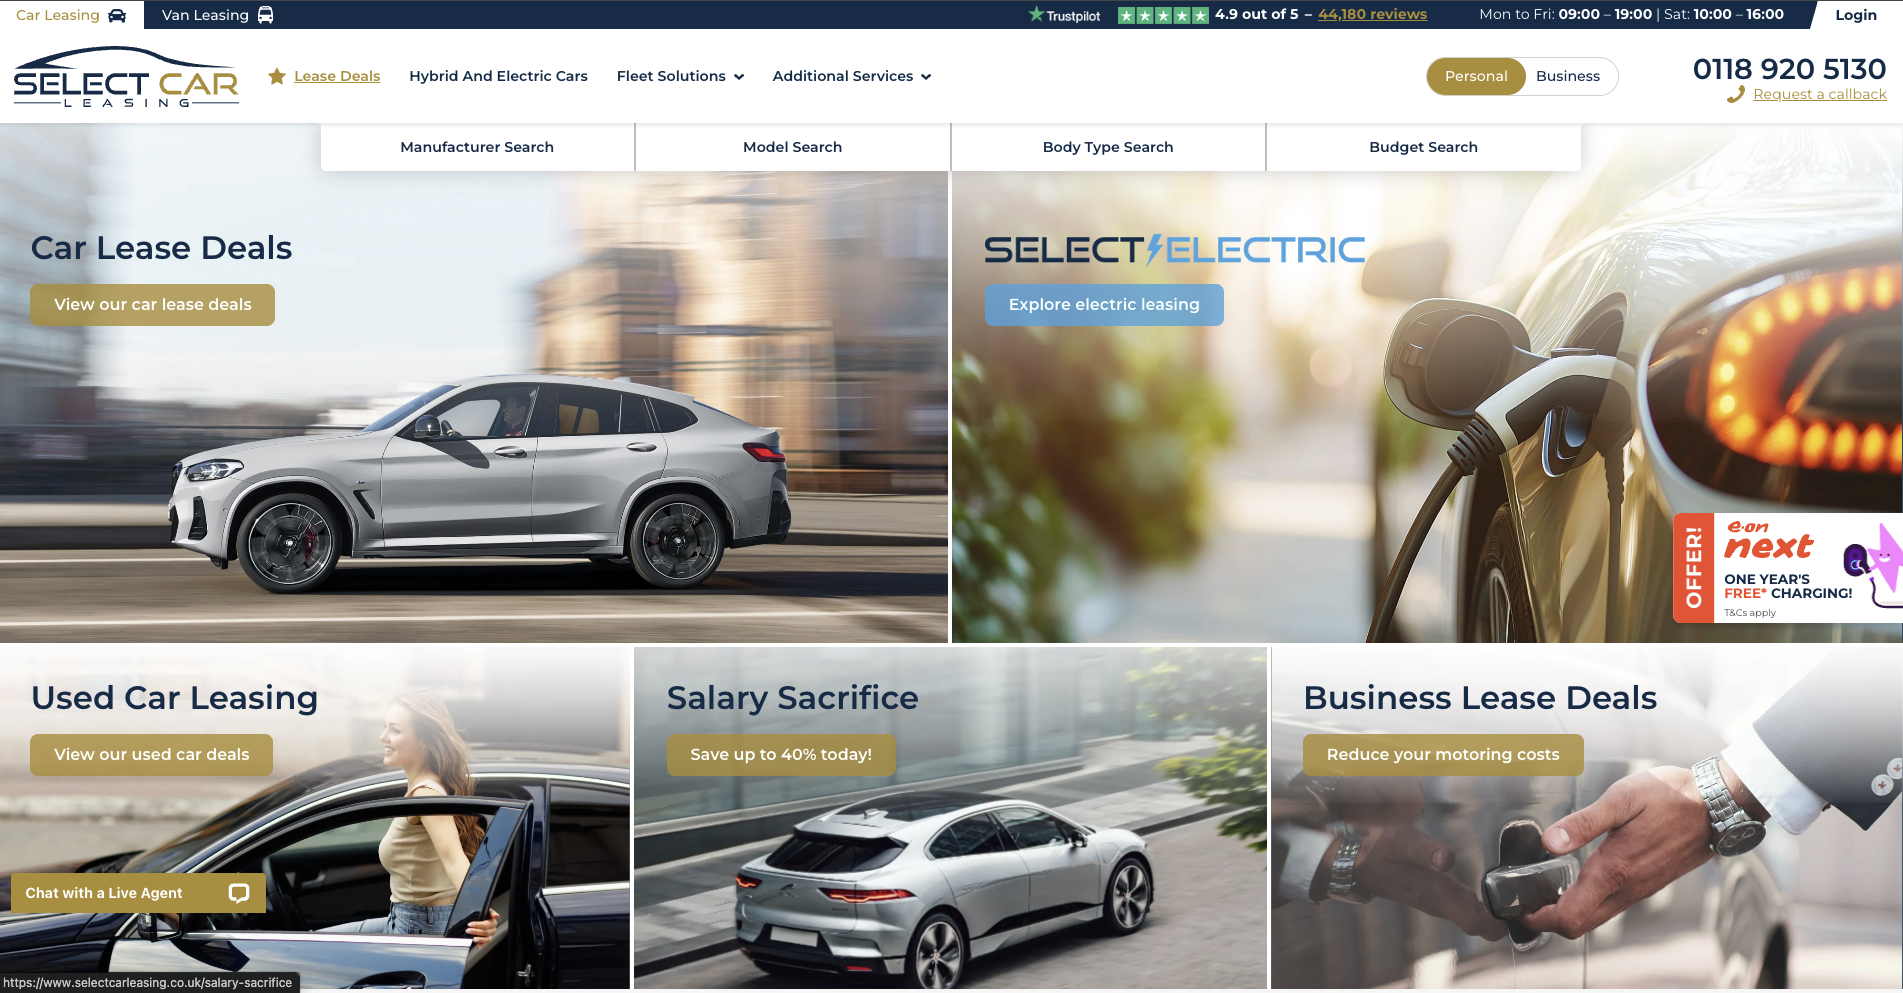 Car Leasing
Van Leasing
Trustpilot
4.9 out of 5 – 44,180 reviews
Mon to Fri: 09:00 – 19:00 | Sat: 10:00 – 16:00
Login
SELECT CAR
LEASING
Lease Deals
Hybrid And Electric Cars
Fleet Solutions
Additional Services
Personal
Business
0118 920 5130
Request a callback
Manufacturer Search
Model Search
Body Type Search
Budget Search
Car Lease Deals
View our car lease deals
SELECT ELECTRIC
Explore electric leasing
OFFER!
e·on
next
ONE YEAR'S
FREE* CHARGING!
T&Cs apply
Used Car Leasing
View our used car deals
Salary Sacrifice
Save up to 40% today!
Business Lease Deals
Reduce your motoring costs
Chat with a Live Agent
https://www.selectcarleasing.co.uk/salary-sacrifice